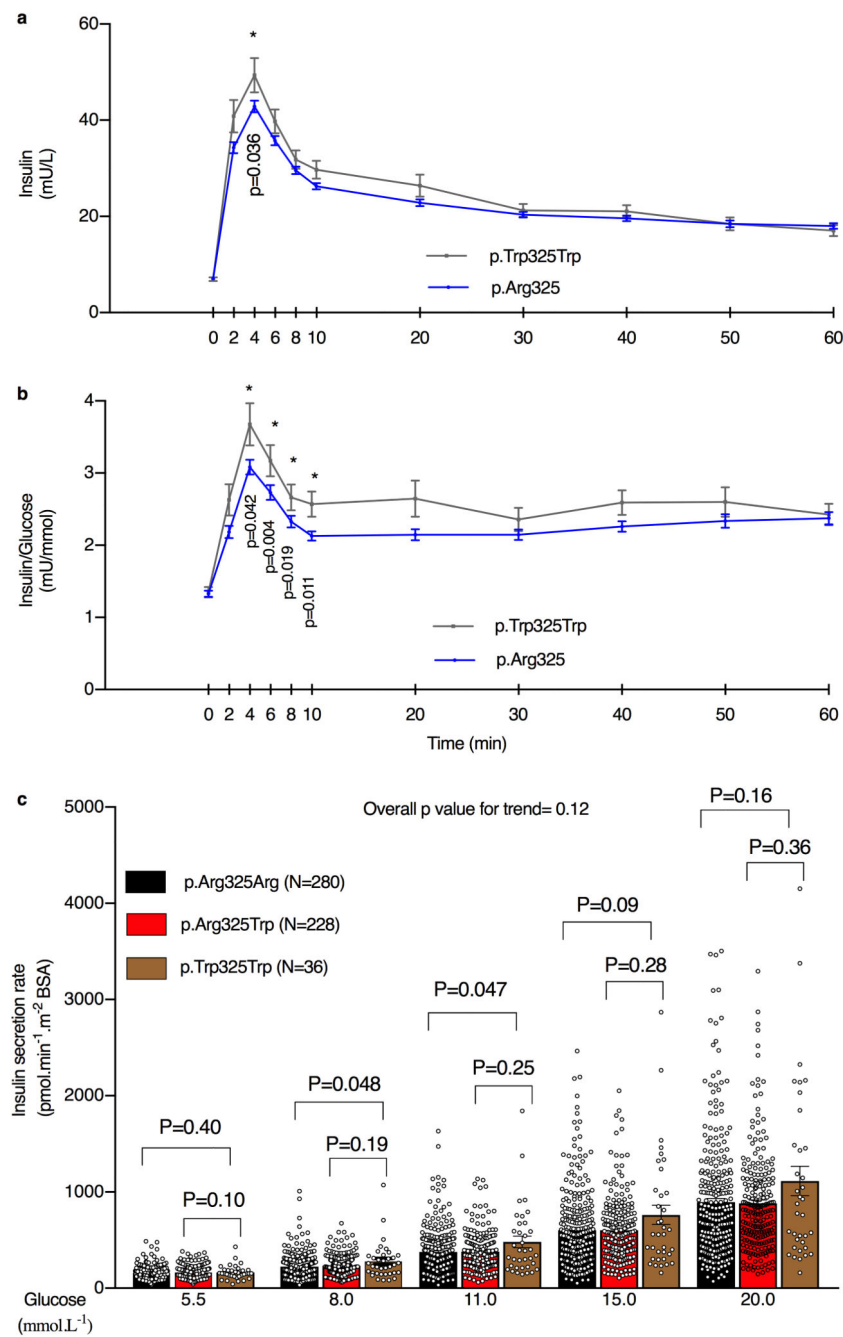 a
60
40
20
0
Insulin
(mU/L)
*
p=0.036
p.Trp325Trp
p.Arg325
0 2 4 6 8 10 20 30 40 50 60
b
4
3
2
1
0
Insulin/Glucose
(mU/mmol)
*
*
*
*
p=0.042
p=0.004
p=0.019
p=0.011
p.Trp325Trp
p.Arg325
0 2 4 6 8 10 20 30 40 50 60
Time (min)
c
5000
4000
3000
2000
1000
0
Insulin secretion rate
(pmol.min⁻¹.m⁻² BSA)
Overall p value for trend= 0.12
p.Arg325Arg (N=280)
p.Arg325Trp (N=228)
p.Trp325Trp (N=36)
P=0.40
P=0.10
P=0.048
P=0.19
P=0.047
P=0.25
P=0.09
P=0.28
P=0.16
P=0.36
Glucose 5.5 8.0 11.0 15.0 20.0
(mmol.L⁻¹)